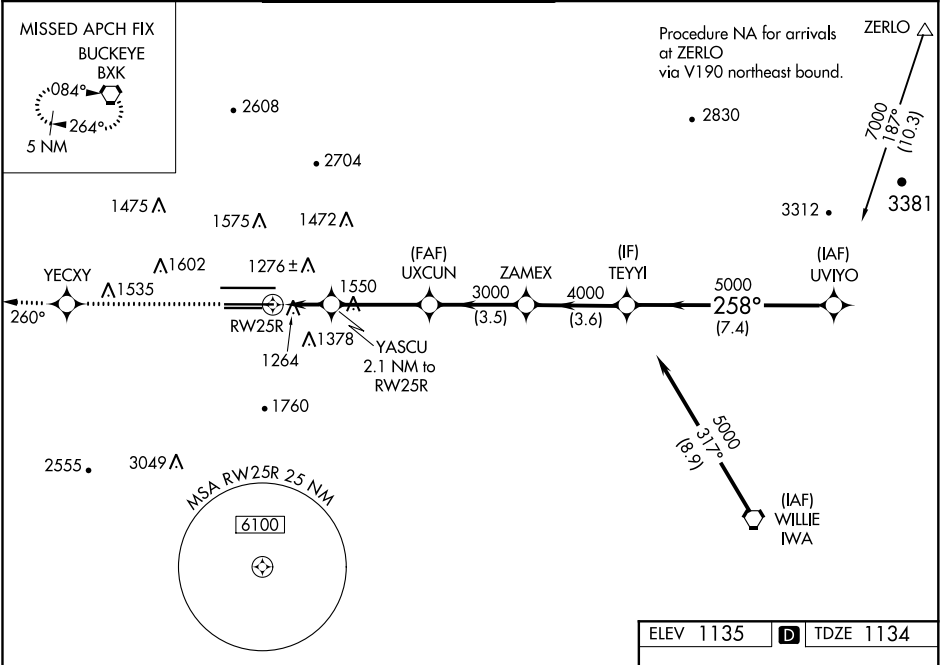 MISSED APCH FIX
BUCKEYE
BXK
084°
264°
5 NM
Procedure NA for arrivals
at ZERLO
via V190 northeast bound.
ZERLO
7000
187°
(10.3)
2608
2830
2704
3381
3312
1475
1575
1472
1602
1276±
1535
1550
YECXY
260°
RW25R
1264
1378
YASCU
2.1 NM to
RW25R
(FAF)
UXCUN
3000
(3.5)
ZAMEX
4000
(3.6)
(IF)
TEYYI
5000
258°
(7.4)
(IAF)
UVIYO
1760
2555
3049
5000
317°
(8.9)
(IAF)
WILLIE
IWA
MSA RW25R 25 NM
6100
ELEV 1135 D TDZE 1134